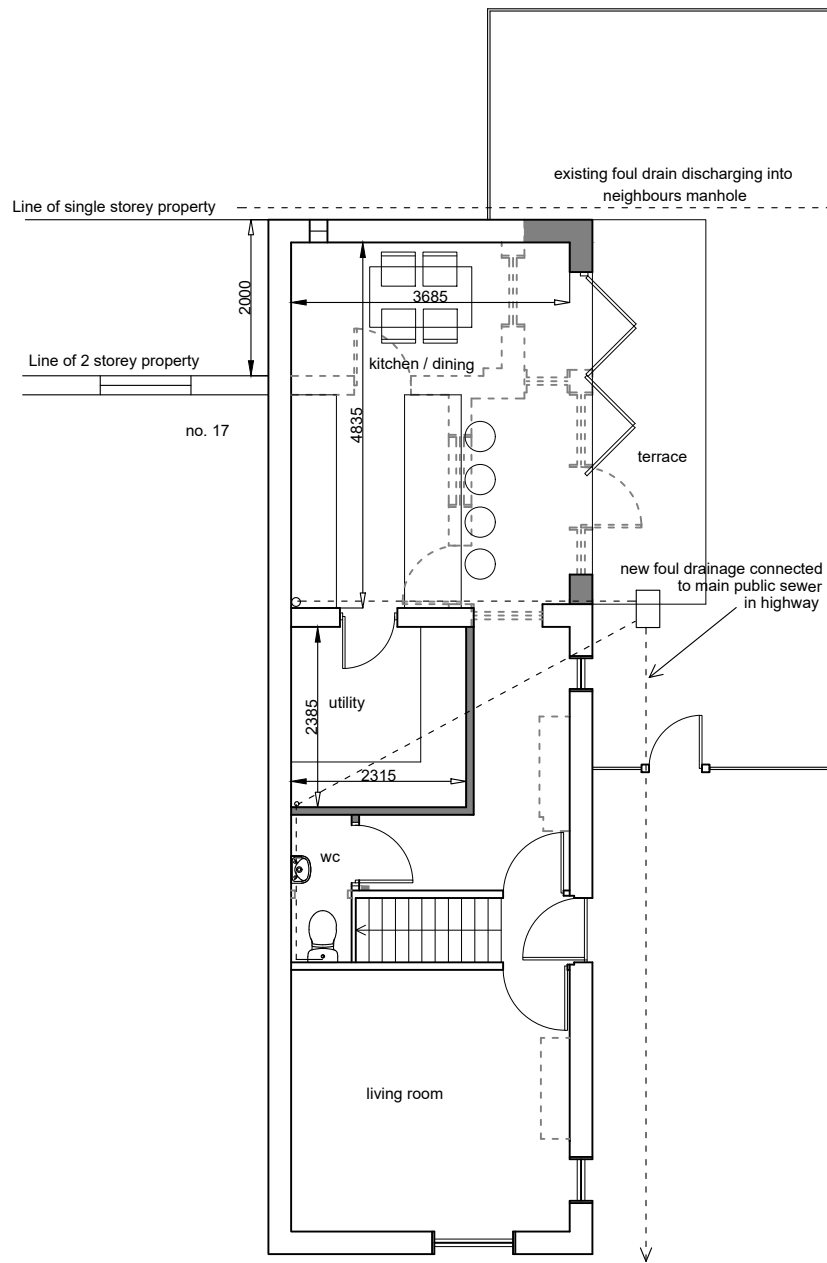 existing foul drain discharging into
neighbours manhole
Line of single storey property
2000
3685
Line of 2 storey property
kitchen / dining
4835
no. 17
terrace
new foul drainage connected
to main public sewer
in highway
utility
2385
2315
wc
living room